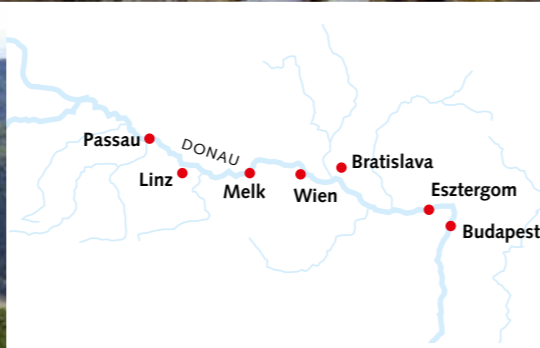 Passau
DONAU
Linz
Melk
Wien
Bratislava
Esztergom
Budapest